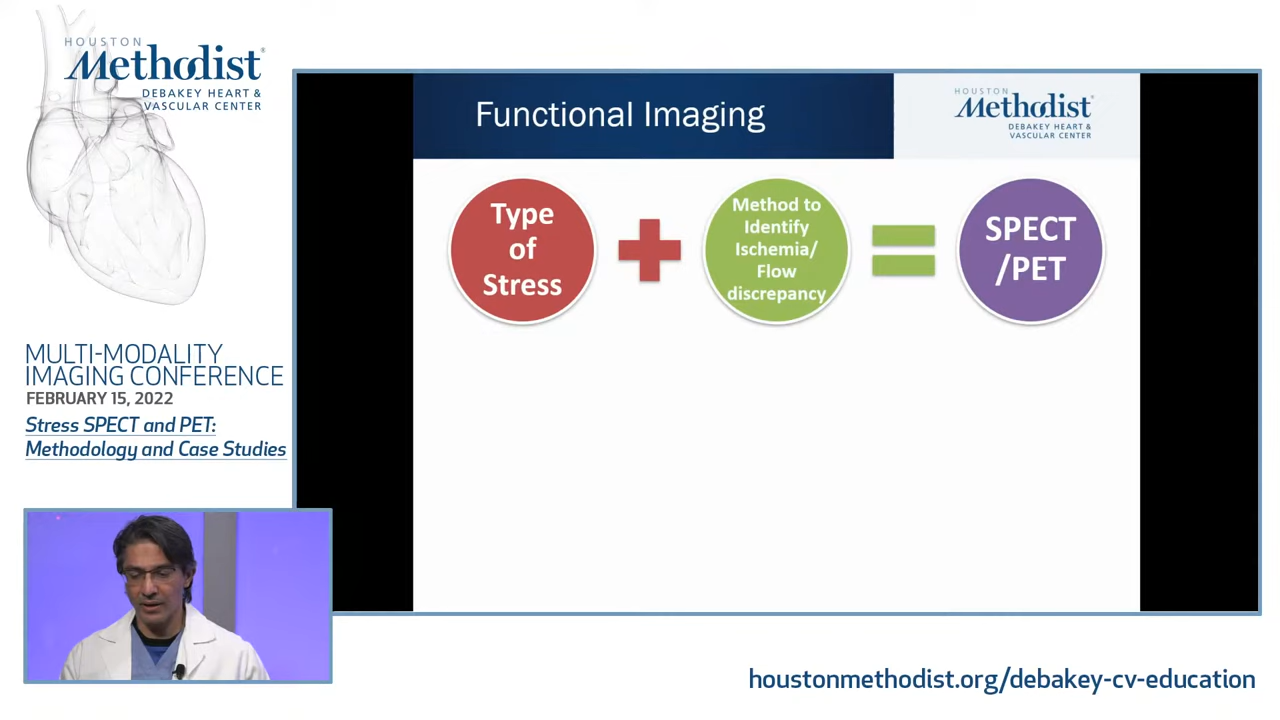 HOUSTON
Methodist
DEBAKEY HEART &
VASCULAR CENTER
MULTI-MODALITY
IMAGING CONFERENCE
FEBRUARY 15, 2022
Stress SPECT and PET:
Methodology and Case Studies
Functional Imaging
HOUSTON
Methodist
DEBAKEY HEART &
VASCULAR CENTER
Type
of
Stress
Method to
Identify
Ischemia/
Flow
discrepancy
SPECT
/PET
houstonmethodist.org/debakey-cv-education